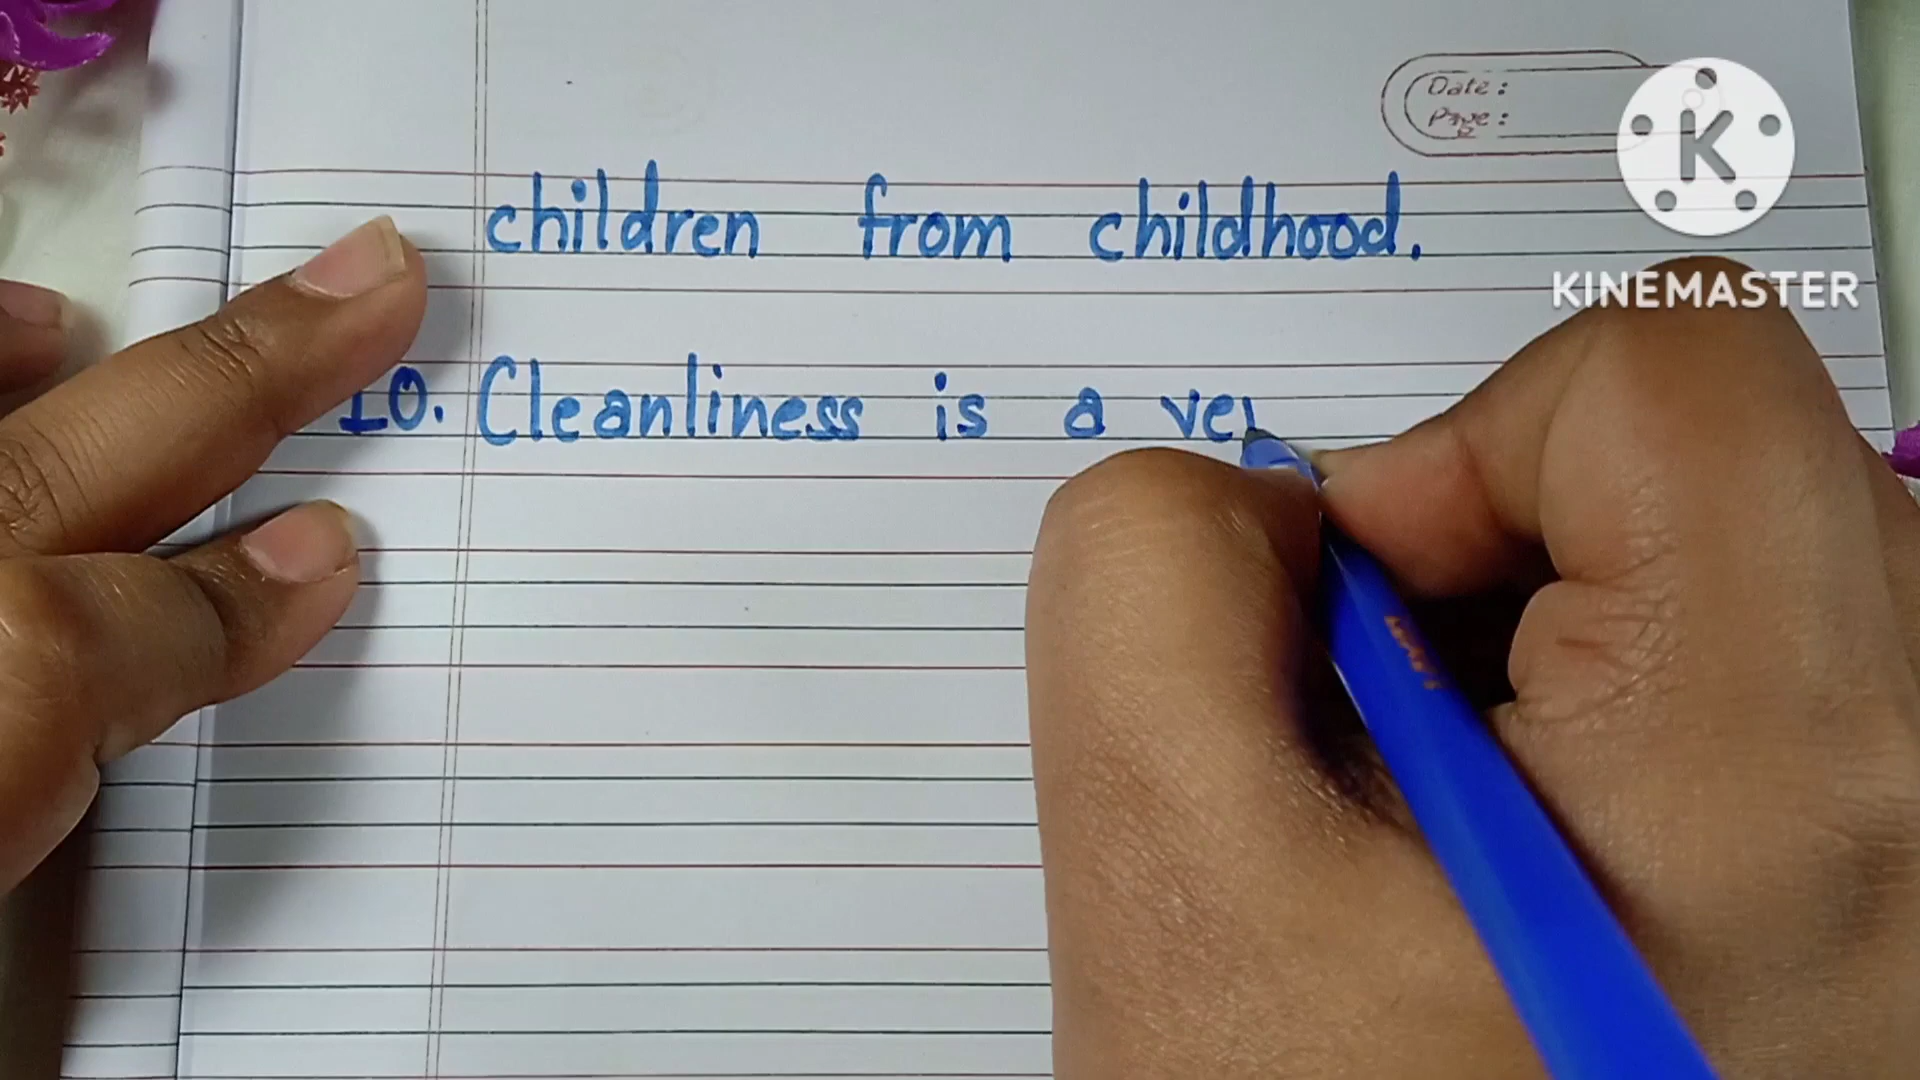 Date :
Page :
K
KINEMASTER
children from childhood.
10. Cleanliness is a ve